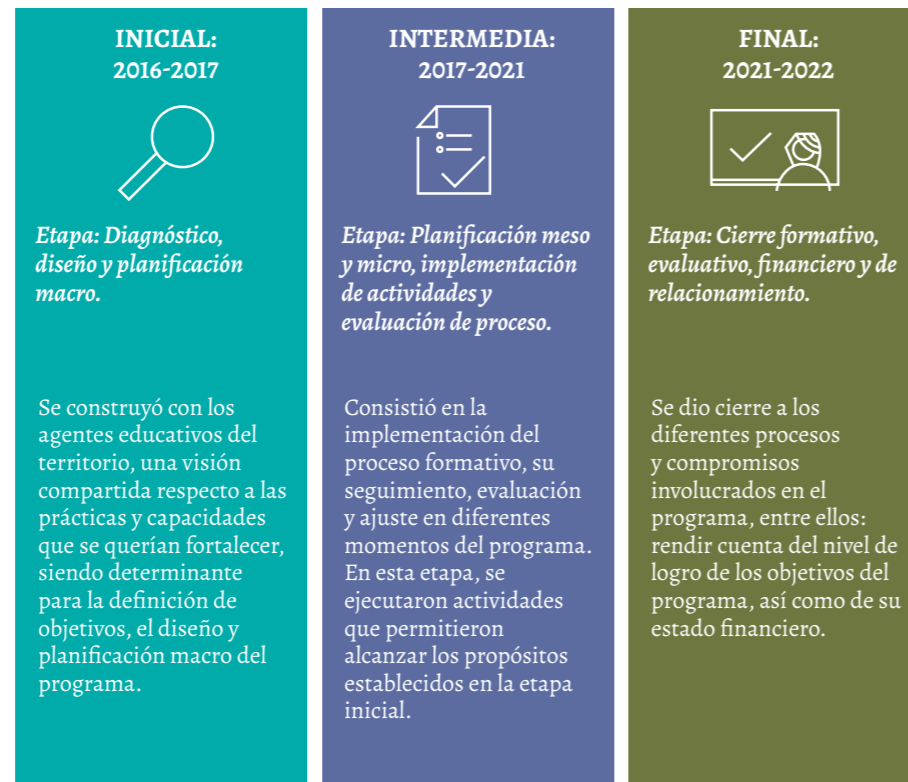 INICIAL:
2016-2017
Etapa: Diagnóstico,
diseño y planificación
macro.
Se construyó con los
agentes educativos del
territorio, una visión
compartida respecto a las
prácticas y capacidades
que se querían fortalecer,
siendo determinante
para la definición de
objetivos, el diseño y
planificación macro del
programa.
INTERMEDIA:
2017-2021
Etapa: Planificación meso
y micro, implementación
de actividades y
evaluación de proceso.
Consistió en la
implementación del
proceso formativo, su
seguimiento, evaluación
y ajuste en diferentes
momentos del programa.
En esta etapa, se
ejecutaron actividades
que permitieron
alcanzar los propósitos
establecidos en la etapa
inicial.
FINAL:
2021-2022
Etapa: Cierre formativo,
evaluativo, financiero y de
relacionamiento.
Se dio cierre a los
diferentes procesos
y compromisos
involucrados en el
programa, entre ellos:
rendir cuenta del nivel de
logro de los objetivos del
programa, así como de su
estado financiero.